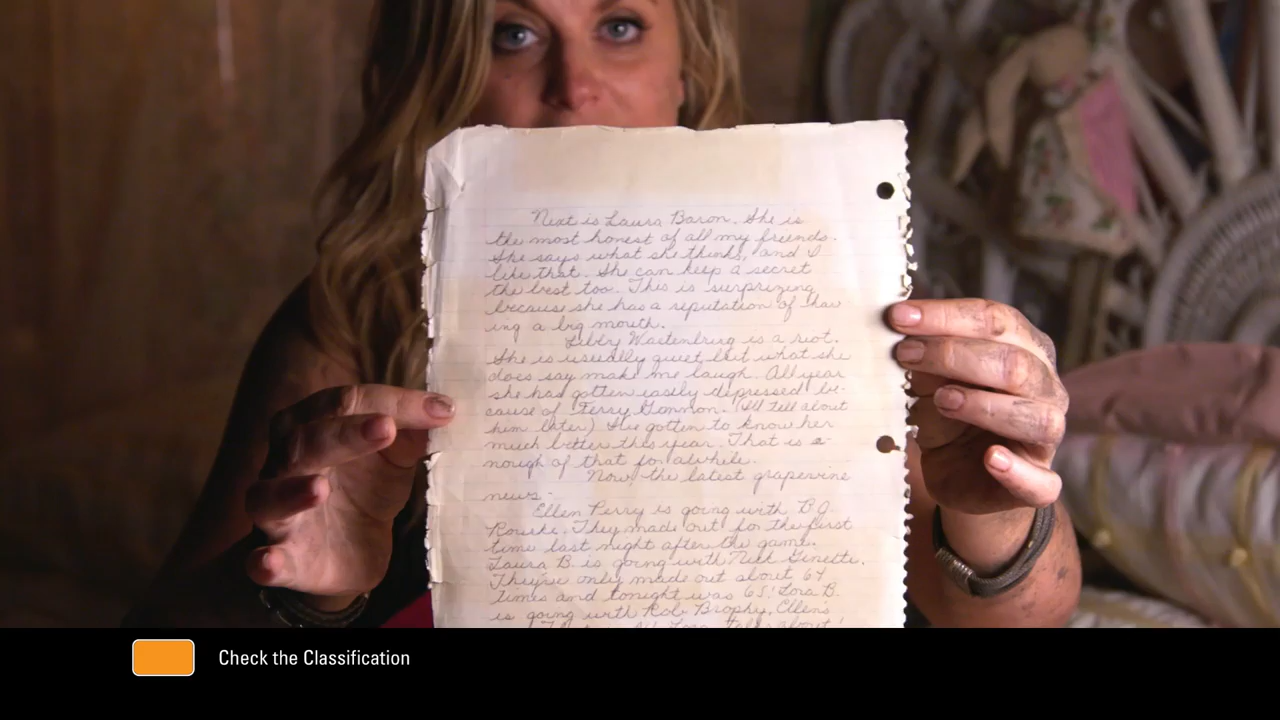 Next is Laura Baron. She is
the most honest of all my friends.
She says what she thinks, and I
like that. She can keep a secret
the best too. This is surprizing
because she has a reputation of hav
ing a big mouth.
Libby is a riot.
She is usually quiet but what she
does say make me laugh. All year
she has gotten easily depressed be-
cause of Terry Gommon. (I'll tell about
him later) I've gotten to know her
much better this year. That is e-
nough of that for awhile.
Now the latest grapevine
news-
Ellen Perry is going with B.J.
Rourke. They made out for the first
time last night after the game.
Laura B. is going with Nick Ginetti.
They've only made out about 64
times and tonight was 65! Lora B.
is going with Rob Brophy, Ellen's
Check the Classification